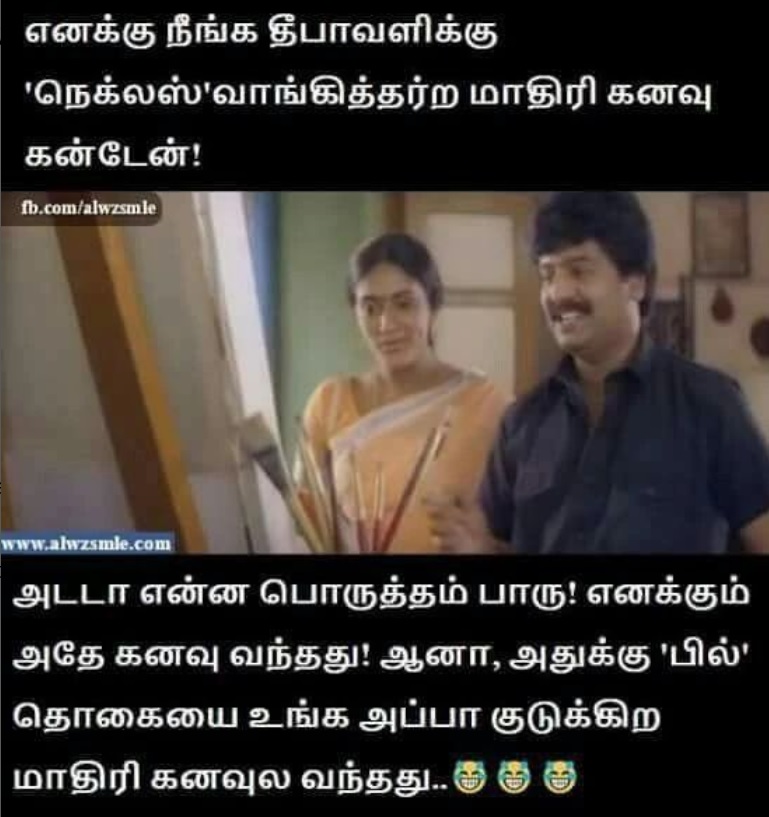 எனக்கு நீங்க தீபாவளிக்கு
'நெக்லஸ்'வாங்கித்தர்ற மாதிரி கனவு
கன்டேன்!
fb.com/alwzsmle
www.alwzsmle.com
அடடா என்ன பொருத்தம் பாரு! எனக்கும்
அதே கனவு வந்தது! ஆனா, அதுக்கு 'பில்'
தொகையை உங்க அப்பா குடுக்கிற
மாதிரி கனவுல வந்தது..😹😹😹